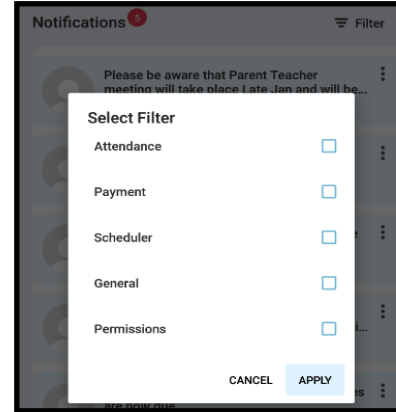 Notifications 5
Filter
Please be aware that Parent Teacher
meeting will take place Late Jan and will be...
Select Filter
Attendance
Payment
Scheduler
General
Permissions
CANCEL
APPLY
are now due